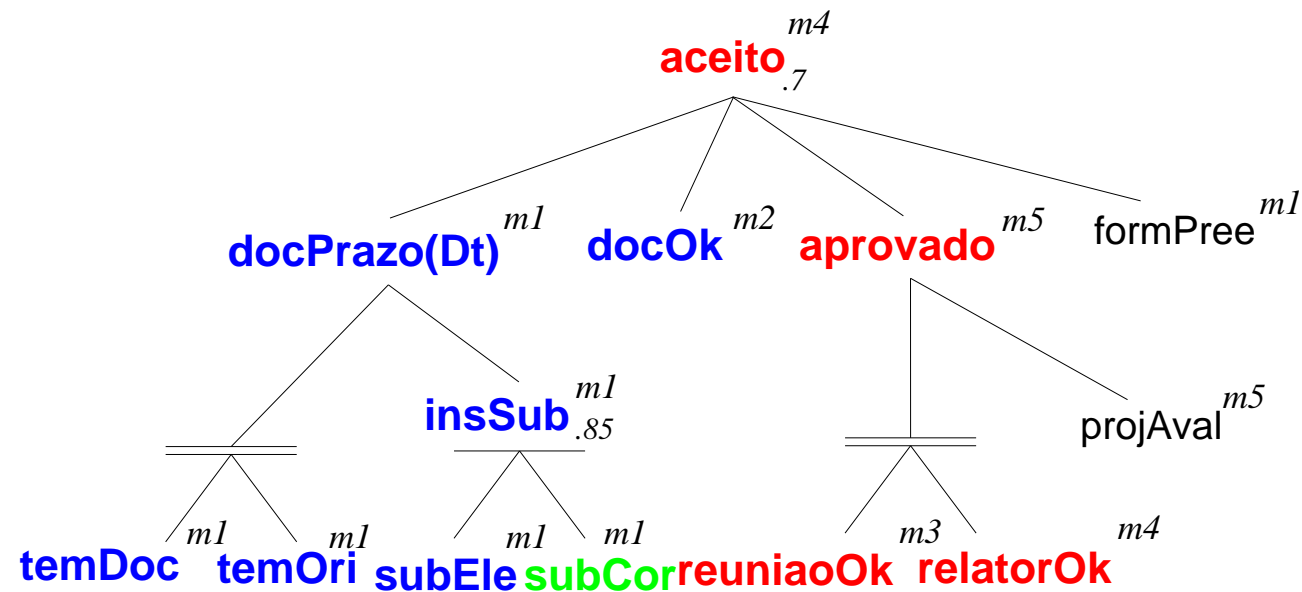 aceito m4 .7
docPrazo(Dt) m1 docOk m2 aprovado m5 formPree m1
insSub m1 .85 projAval m5
temDoc m1 temOri m1 subEle m1 subCor m1 reuniaoOk m3 relatorOk m4